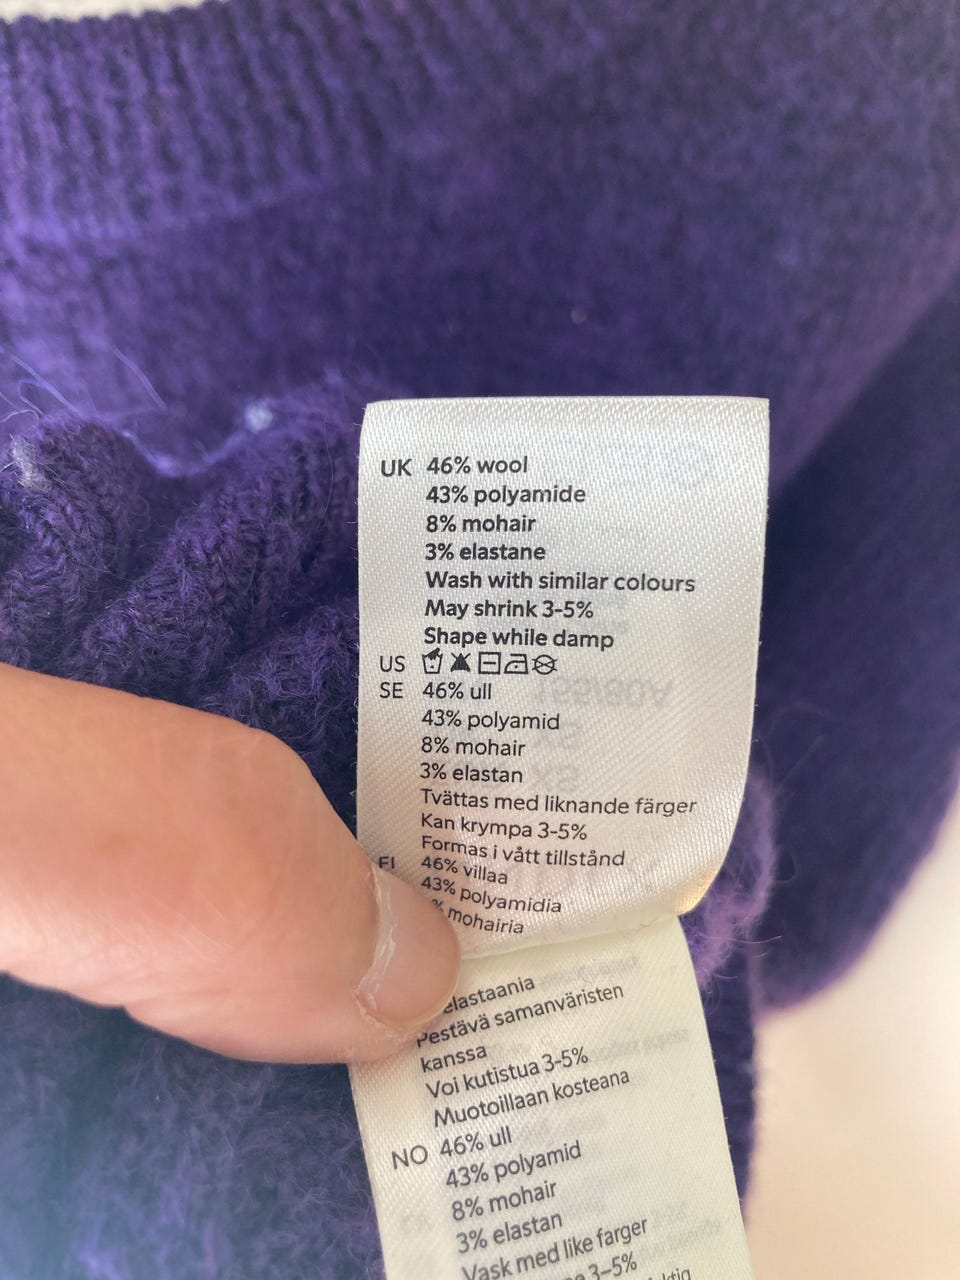 UK 46% wool
43% polyamide
8% mohair
3% elastane
Wash with similar colours
May shrink 3-5%
Shape while damp
US
SE 46% ull
43% polyamid
8% mohair
3% elastan
Tvättas med liknande färger
Kan krympa 3-5%
Formas i vått tillstånd
FI 46% villaa
43% polyamidia
% mohairia
elastaania
Pestävä samanväristen
kanssa
Voi kutistua 3-5%
Muotoillaan kosteana
NO 46% ull
43% polyamid
8% mohair
3% elastan
Vask med like farger
3-5%